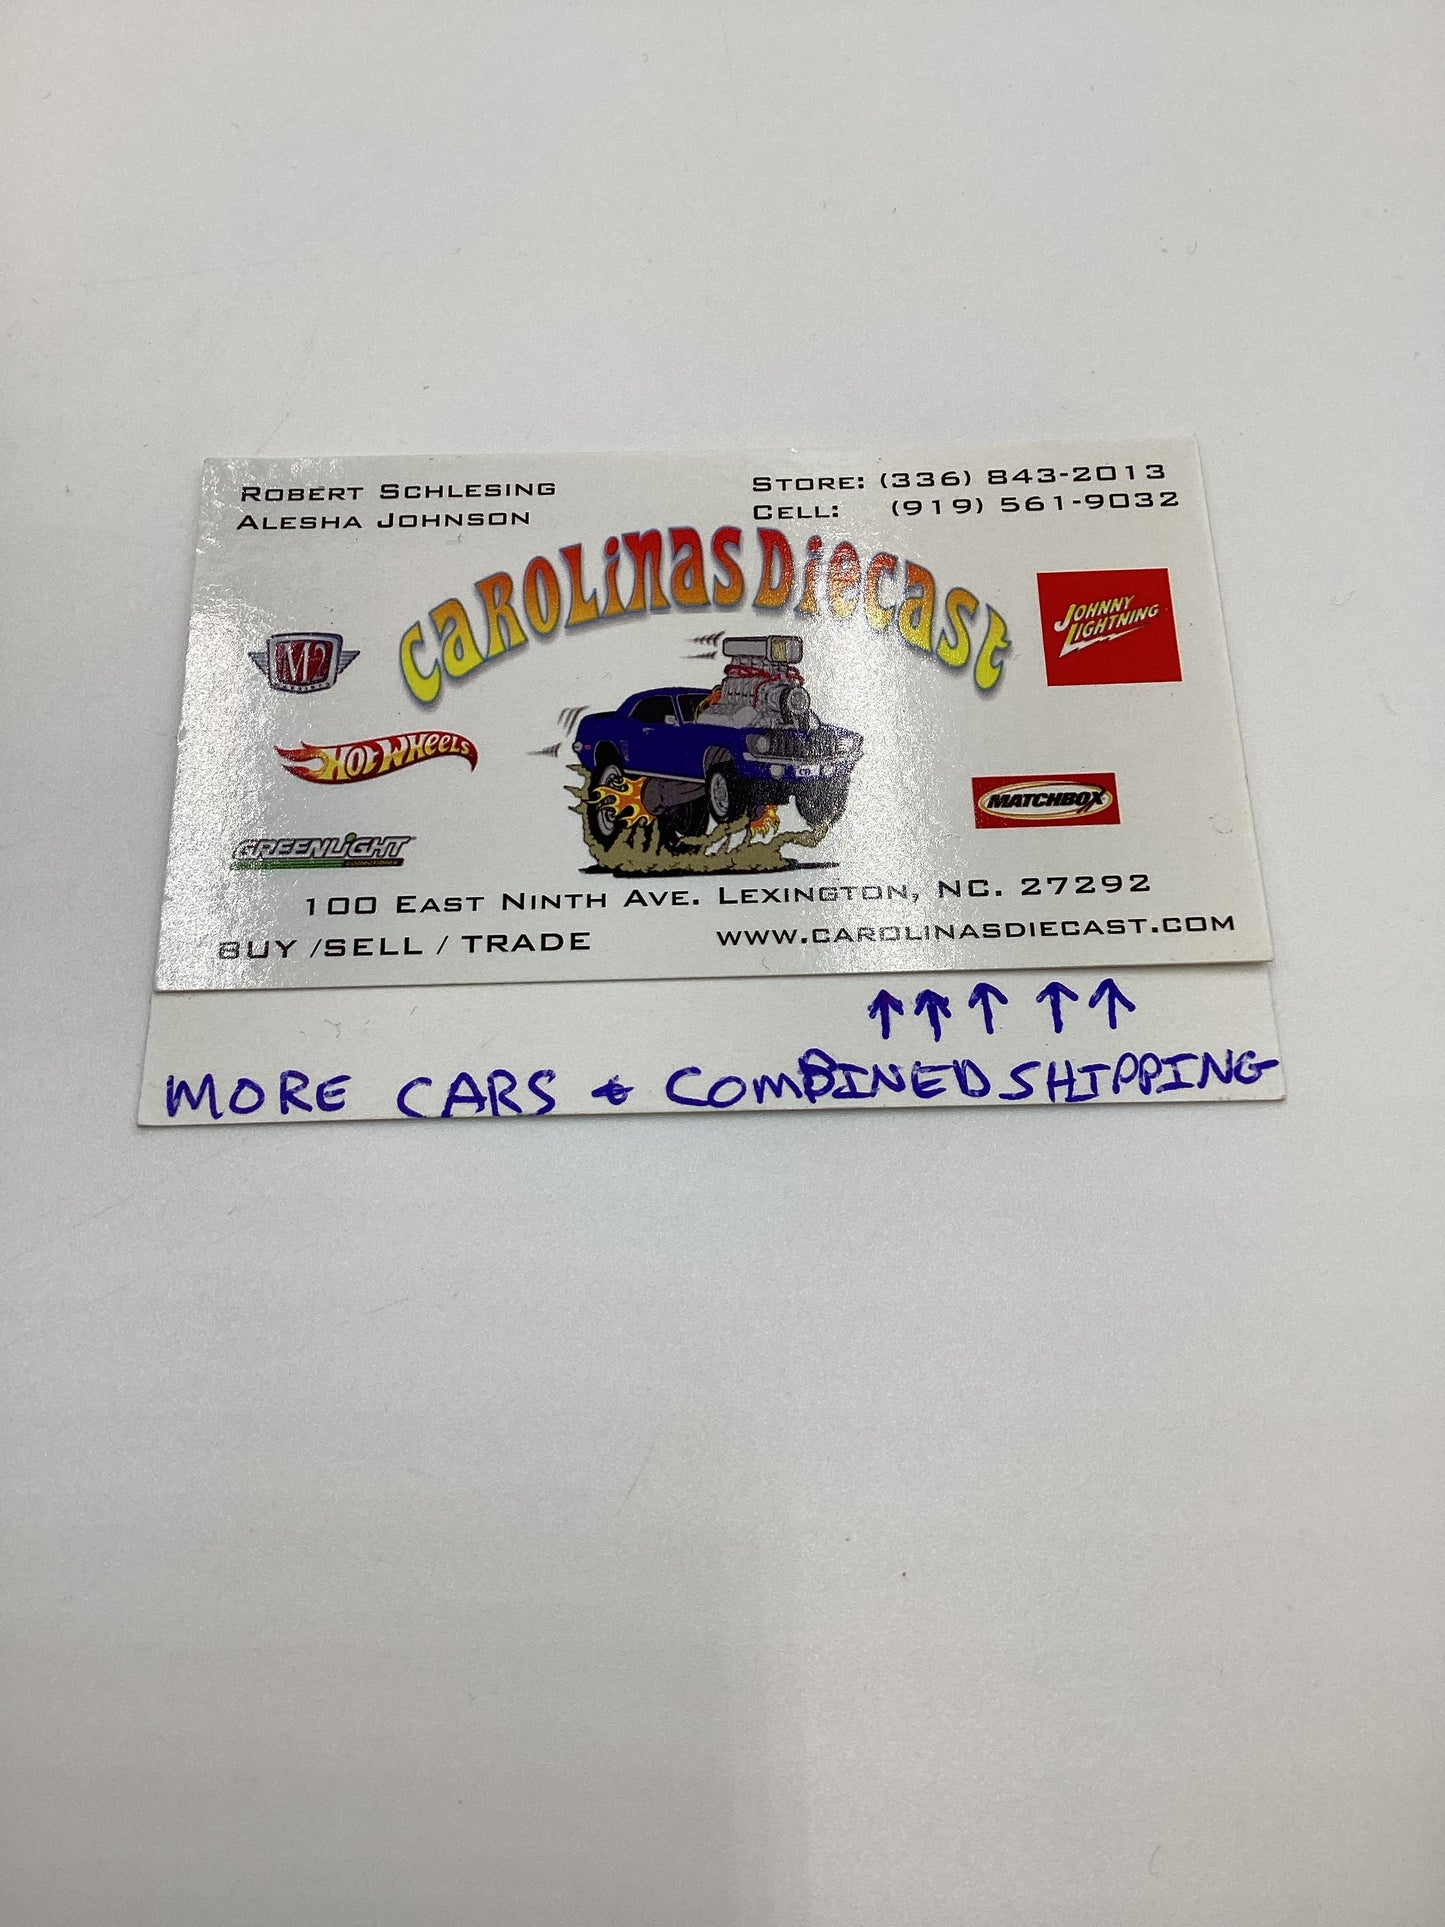 ROBERT SCHLESING
ALESHA JOHNSON
STORE: (336) 843-2013
CELL: (919) 561-9032
CAROLINAS DIECAST
M2
JOHNNY
LIGHTNING
HOT WHEELS
MATCHBOX
GREENLIGHT
collectibles
100 EAST NINTH AVE. LEXINGTON, NC. 27292
BUY /SELL / TRADE
WWW.CAROLINASDIECAST.COM
↑↑↑ ↑↑
MORE CARS & COMBINED SHIPPING